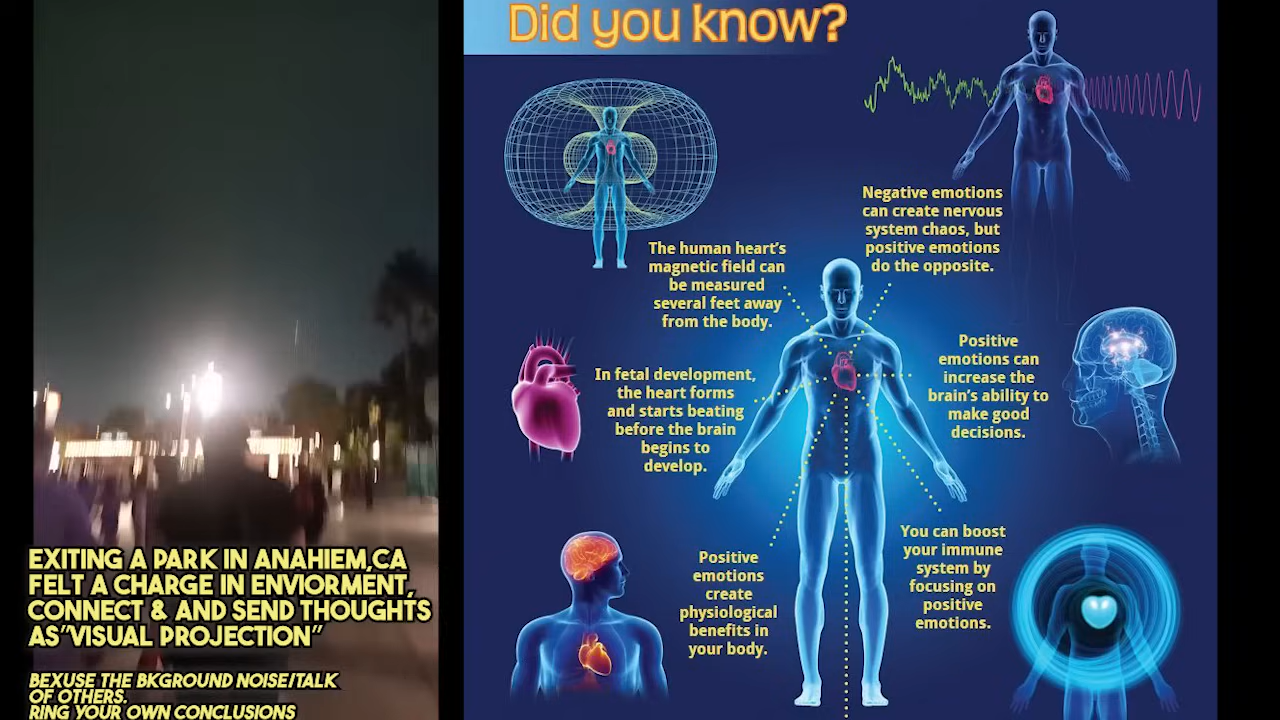 EXITING A PARK IN ANAHIEM,CA
FELT A CHARGE IN ENVIORMENT,
CONNECT & AND SEND THOUGHTS
AS"VISUAL PROJECTION"
BEXUSE THE BKGROUND NOISE/TALK
OF OTHERS.
RING YOUR OWN CONCLUSIONS
Did you know?
Negative emotions
can create nervous
system chaos, but
positive emotions
do the opposite.
The human heart's
magnetic field can
be measured
several feet away
from the body.
Positive
emotions can
increase the
brain's ability to
make good
decisions.
In fetal development,
the heart forms
and starts beating
before the brain
begins to
develop.
You can boost
your immune
system by
focusing on
positive
emotions.
Positive
emotions
create
physiological
benefits in
your body.